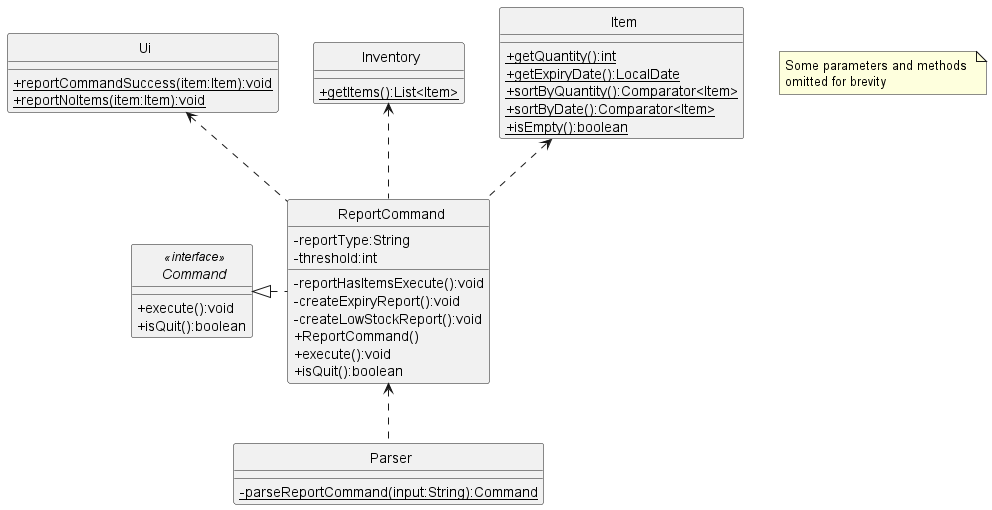 Ui
+reportCommandSuccess(item:Item):void
+reportNoItems(item:Item):void
Inventory
+getItems():List<Item>
Item
+getQuantity():int
+getExpiryDate():LocalDate
+sortByQuantity():Comparator<Item>
+sortByDate():Comparator<Item>
+isEmpty():boolean
Some parameters and methods
omitted for brevity
«interface»
Command
+execute():void
+isQuit():boolean
ReportCommand
-reportType:String
-threshold:int
-reportHasItemsExecute():void
-createExpiryReport():void
-createLowStockReport():void
+ReportCommand()
+execute():void
+isQuit():boolean
Parser
-parseReportCommand(input:String):Command